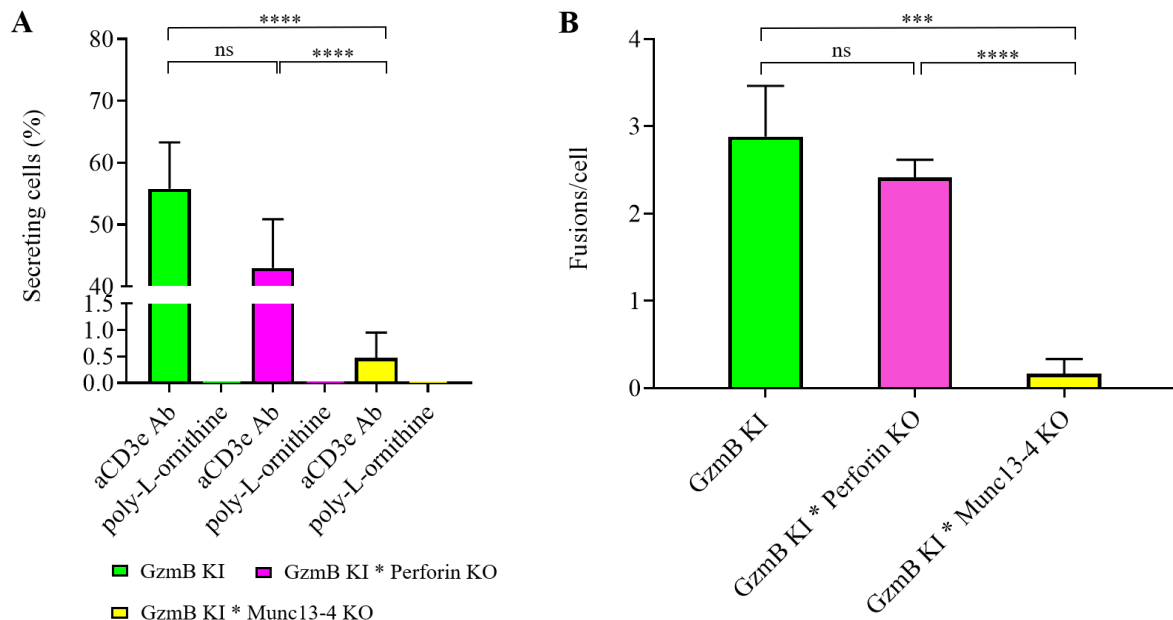 A
****
ns
****
Secreting cells (%)
80
70
60
50
40
1.5
1.0
0.5
0.0
aCD3e Ab
poly-L-ornithine
aCD3e Ab
poly-L-ornithine
aCD3e Ab
poly-L-ornithine
GzmB KI
GzmB KI * Perforin KO
GzmB KI * Munc13-4 KO
B
***
ns
****
Fusions/cell
4
3
2
1
0
GzmB KI
GzmB KI * Perforin KO
GzmB KI * Munc13-4 KO